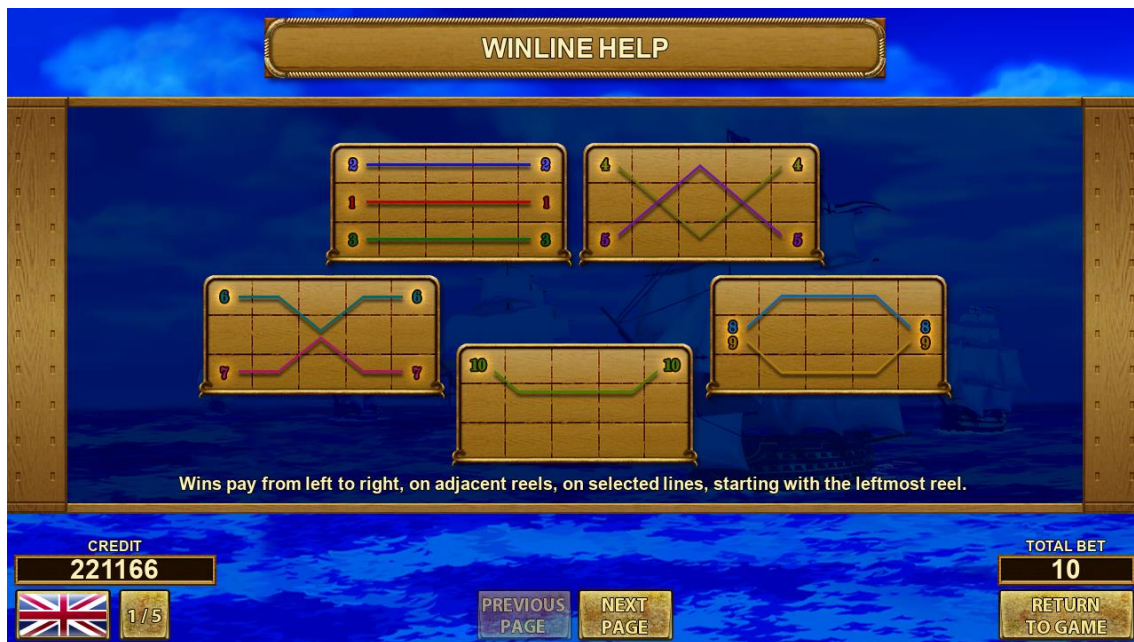 WINLINE HELP
2 2
1 1
3 3
4 4
5 5
6 6
7 7
8 8
9 9
10 10
Wins pay from left to right, on adjacent reels, on selected lines, starting with the leftmost reel.
CREDIT
221166
1/5
PREVIOUS
PAGE
NEXT
PAGE
TOTAL BET
10
RETURN
TO GAME